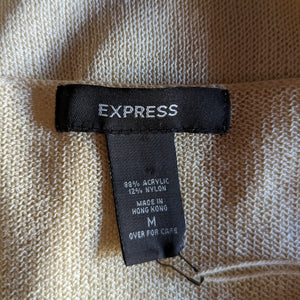 EXPRESS
88% ACRYLIC
12% NYLON
MADE IN
HONG KONG
M
OVER FOR CARE